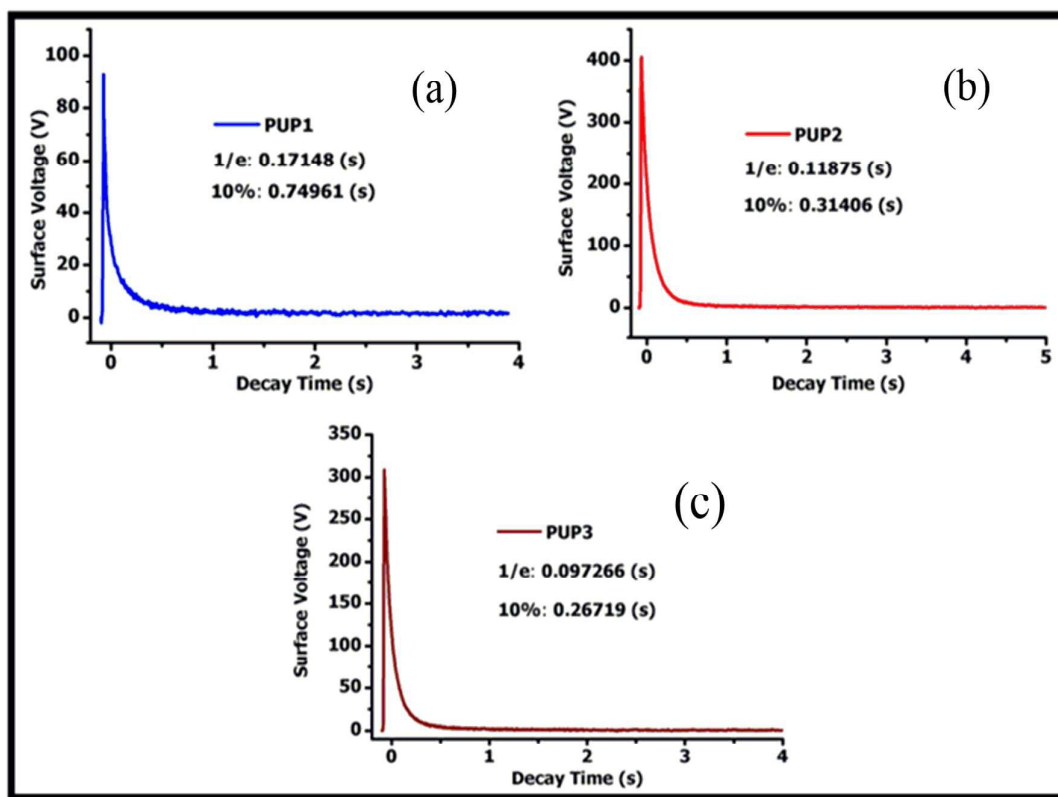 (a)
PUP1
1/e: 0.17148 (s)
10%: 0.74961 (s)
Surface Voltage (V)
100
80
60
40
20
0
0 1 2 3 4
Decay Time (s)
(b)
PUP2
1/e: 0.11875 (s)
10%: 0.31406 (s)
Surface Voltage (V)
400
300
200
100
0
0 1 2 3 4 5
Decay Time (s)
(c)
PUP3
1/e: 0.097266 (s)
10%: 0.26719 (s)
Surface Voltage (V)
350
300
250
200
150
100
50
0
0 1 2 3 4
Decay Time (s)